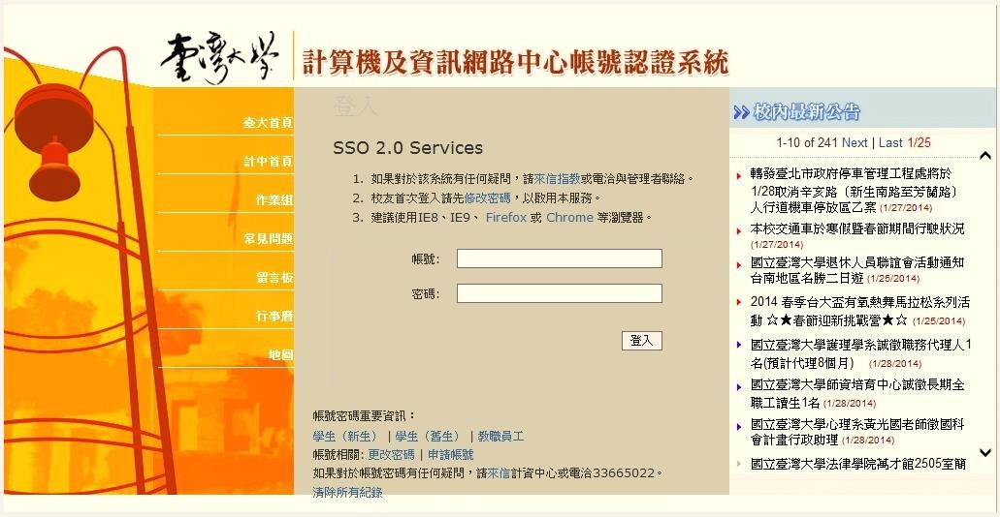 臺灣大學
計算機及資訊網路中心帳號認證系統
臺大首頁
計中首頁
作業組
常見問題
留言板
行事曆
地圖
登入
SSO 2.0 Services
1. 如果對於該系統有任何疑問，請來信指教或電洽與管理者聯絡。
2. 校友首次登入請先修改密碼，以啟用本服務。
3. 建議使用IE8、IE9、 Firefox 或 Chrome 等瀏覽器。
帳號:
密碼:
登入
帳號密碼重要資訊：
學生（新生） | 學生（舊生） | 教職員工
帳號相關: 更改密碼 | 申請帳號
如果對於帳號密碼有任何疑問，請來信計資中心或電洽33665022。
清除所有紀錄
校內最新公告
1-10 of 241 Next | Last 1/25
轉發臺北市政府停車管理工程處將於
1/28取消辛亥路〔新生南路至芳蘭路〕
人行道機車停放區乙案 (1/27/2014)
本校交通車於寒假暨春節期間行駛狀況
(1/27/2014)
國立臺灣大學退休人員聯誼會活動通知
台南地區名勝二日遊 (1/25/2014)
2014 春季台大盃有氧熱舞馬拉松系列活
動 ☆★春節迎新挑戰營★☆ (1/25/2014)
國立臺灣大學護理學系誠徵職務代理人1
名(預計代理8個月) (1/28/2014)
國立臺灣大學師資培育中心誠徵長期全
職工讀生1名 (1/28/2014)
國立臺灣大學心理系黃光國老師徵國科
會計畫行政助理 (1/28/2014)
國立臺灣大學法律學院萬才館2505室簡